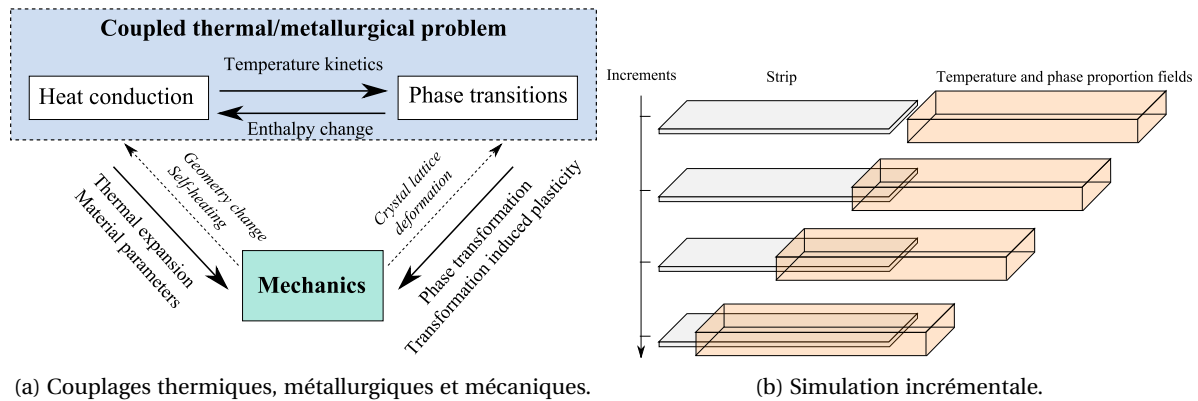 Coupled thermal/metallurgical problem
Temperature kinetics
Heat conduction
Phase transitions
Enthalpy change
Geometry change
Self-heating
Thermal expansion
Material parameters
Crystal lattice
deformation
Phase transformation
Transformation induced plasticity
Mechanics
(a) Couplages thermiques, métallurgiques et mécaniques.
Increments
Strip
Temperature and phase proportion fields
(b) Simulation incrémentale.